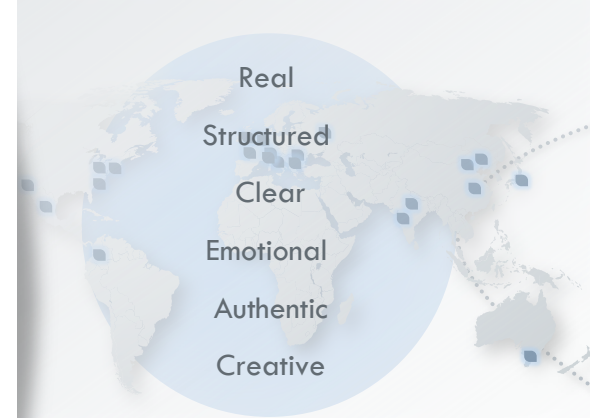 Real
Structured
Clear
Emotional
Authentic
Creative